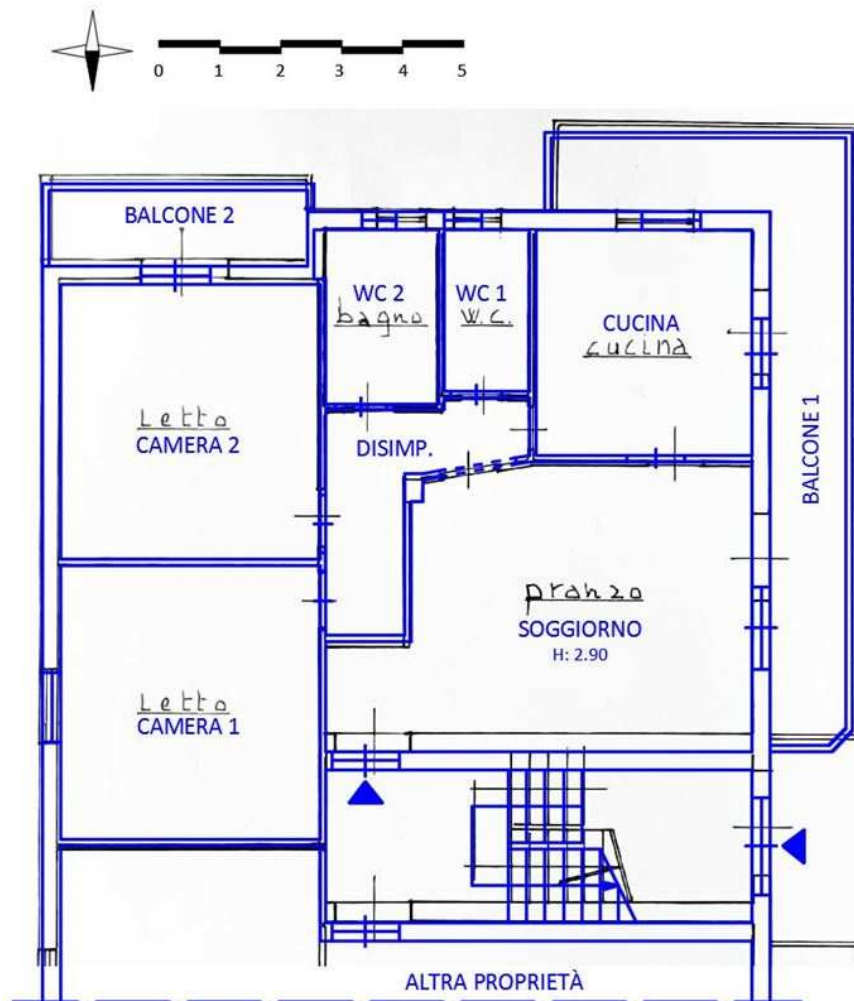 0 1 2 3 4 5
BALCONE 2
WC 2
bagno
WC 1
W.C.
CUCINA
cucina
Letto
CAMERA 2
DISIMP.
BALCONE 1
pranzo
SOGGIORNO
H: 2.90
Letto
CAMERA 1
ALTRA PROPRIETÀ